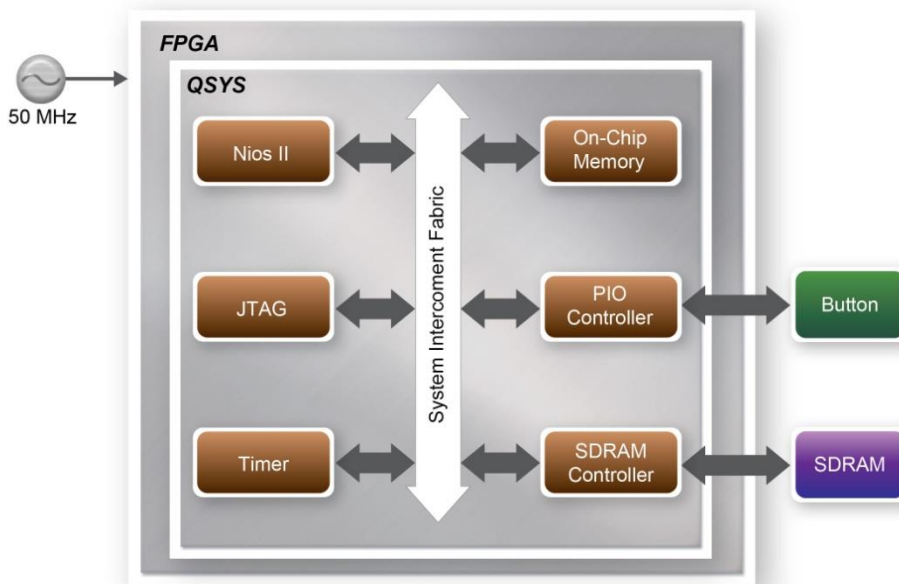 FPGA
QSYS
50 MHz
Nios II
On-Chip
Memory
System Intercoment Fabric
JTAG
PIO
Controller
Button
Timer
SDRAM
Controller
SDRAM